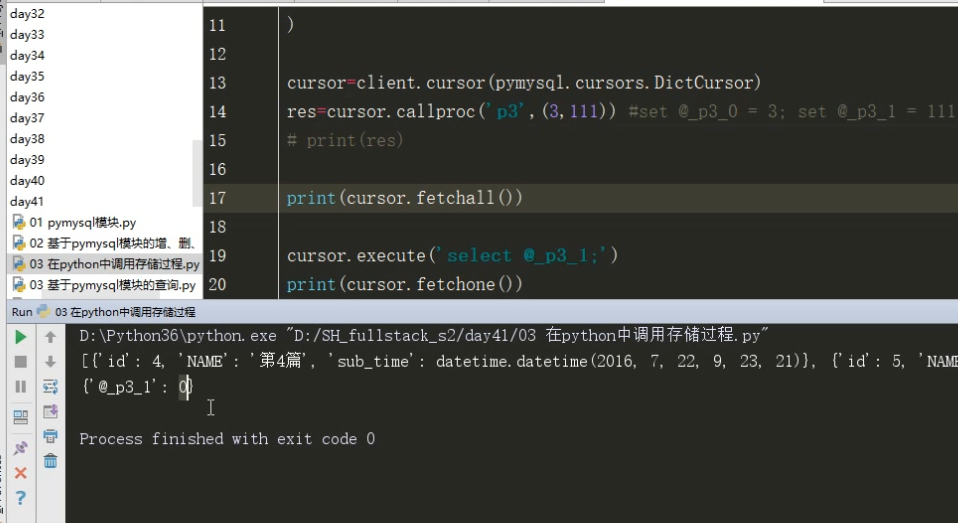 day32
day33
day34
day35
day36
day37
day38
day39
day40
day41
01 pymysql模块.py
02 基于pymysql模块的增、删、
03 在python中调用存储过程.py
03 基于pymysql模块的查询.py
11 )
12
13 cursor=client.cursor(pymysql.cursors.DictCursor)
14 res=cursor.callproc('p3',(3,111)) #set @_p3_0 = 3; set @_p3_1 = 111
15 # print(res)
16
17 print(cursor.fetchall())
18
19 cursor.execute('select @_p3_1;')
20 print(cursor.fetchone())
Run 03 在python中调用存储过程
D:\Python36\python.exe "D:/SH_fullstack_s2/day41/03 在python中调用存储过程.py"
[{'id': 4, 'NAME': '第4篇', 'sub_time': datetime.datetime(2016, 7, 22, 9, 23, 21)}, {'id': 5, 'NAME
{'@_p3_1': 0}
Process finished with exit code 0